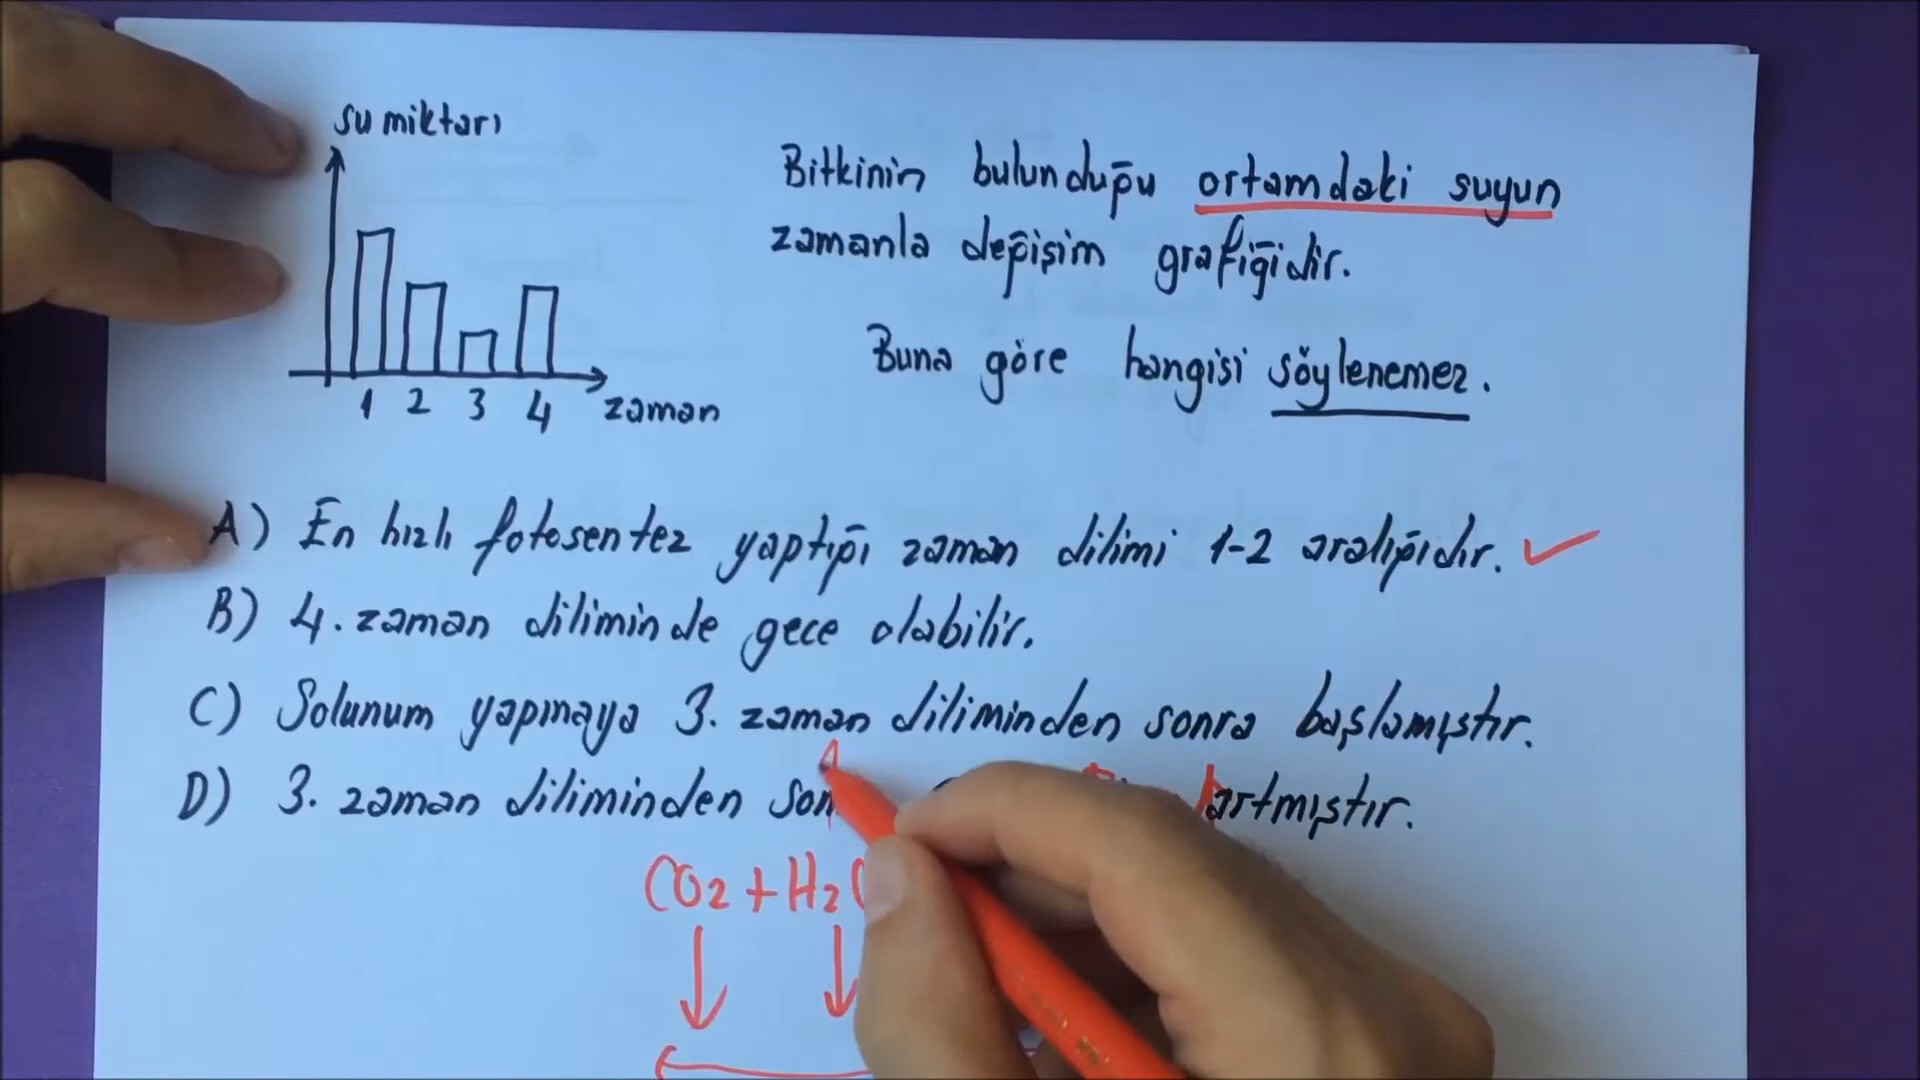 su miktarı
1 2 3 4 zaman
Bitkinin bulunduğu ortamdaki suyun
zamanla değişim grafiğidir.
Buna göre hangisi söylenemez.
A) En hızlı fotosentez yaptığı zaman dilimi 1-2 aralığıdır.
B) 4. zaman diliminde gece olabilir.
C) Solunum yapmaya 3. zaman diliminden sonra başlamıştır.
D) 3. zaman diliminden artmıştır.
CO2 + H2